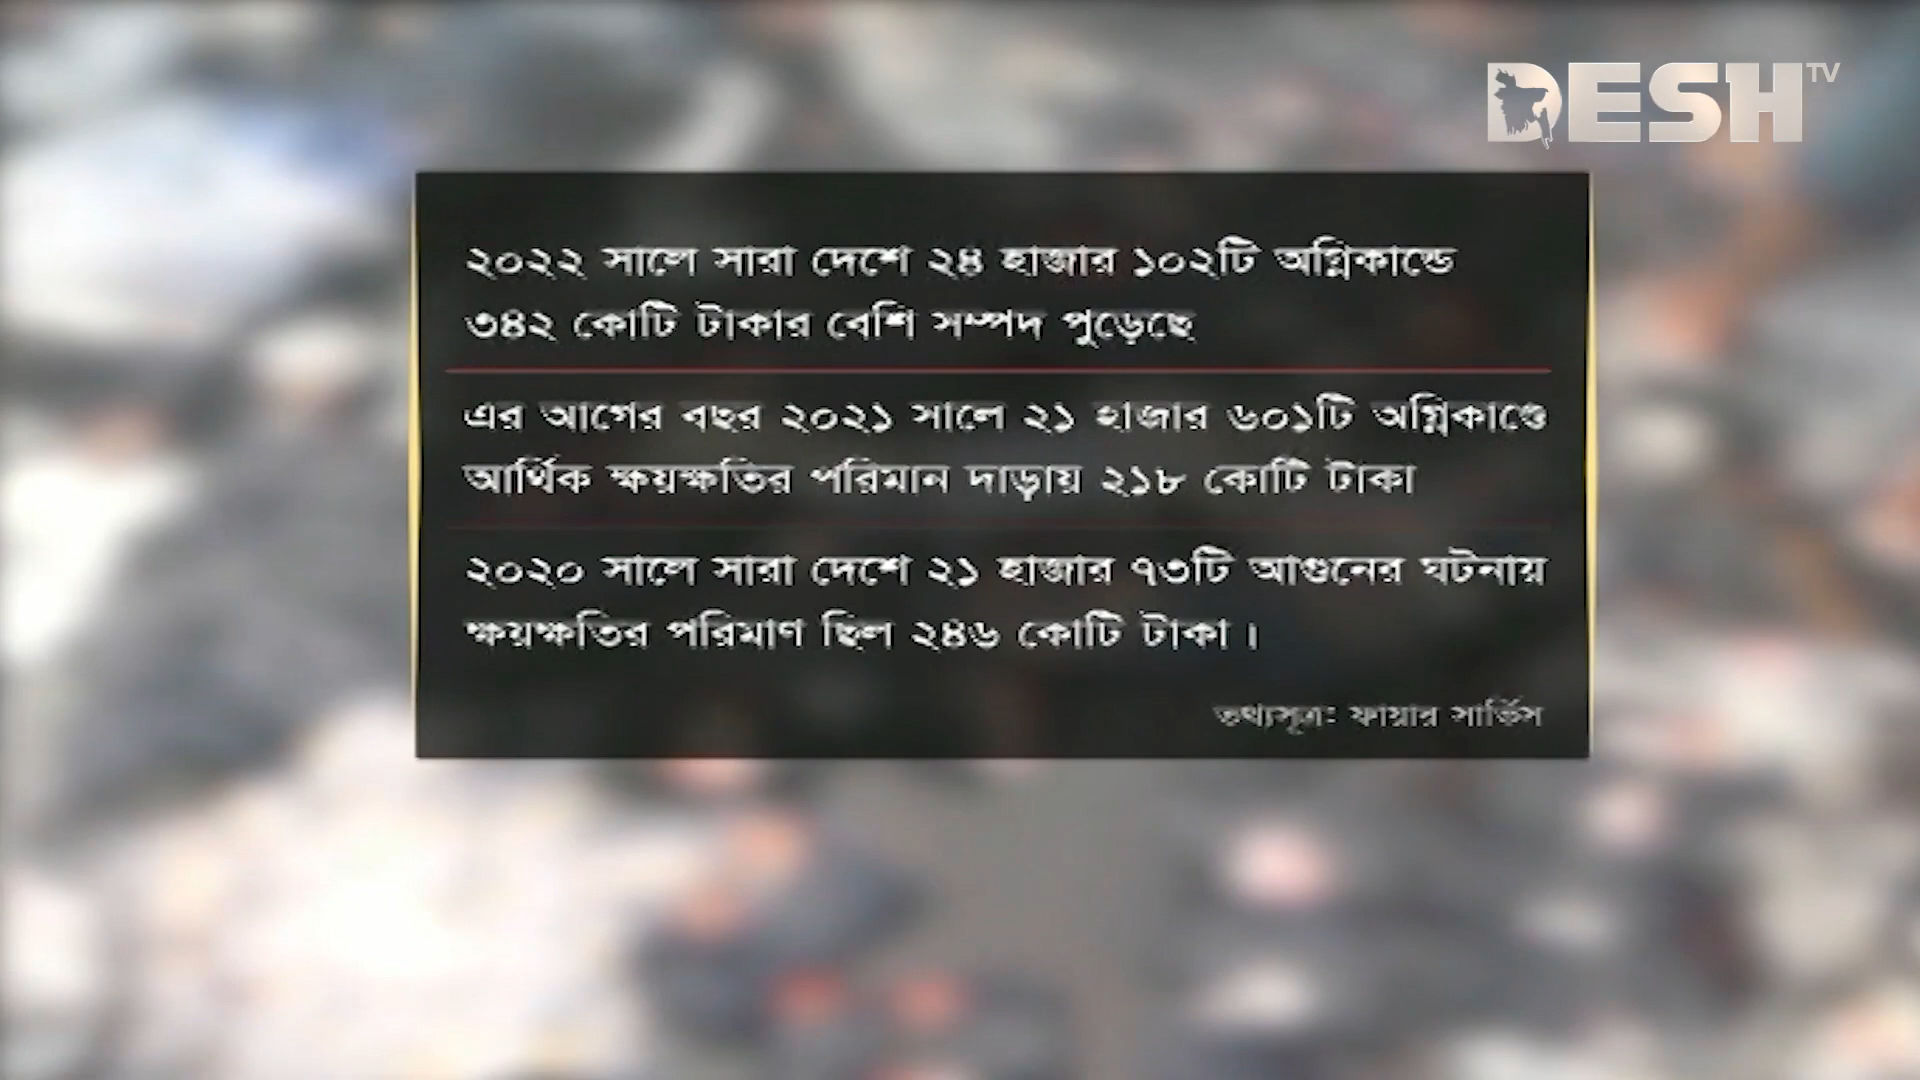 DESH TV
২০২২ সালে সারা দেশে ২৪ হাজার ১০২টি অগ্নিকান্ডে
৩৪২ কোটি টাকার বেশি সম্পদ পুড়েছে
এর আগের বছর ২০২১ সালে ২১ হাজার ৬০১টি অগ্নিকাণ্ডে
আর্থিক ক্ষয়ক্ষতির পরিমান দাড়ায় ২১৮ কোটি টাকা
২০২০ সালে সারা দেশে ২১ হাজার ৭৩টি আগুনের ঘটনায়
ক্ষয়ক্ষতির পরিমাণ ছিল ২৪৬ কোটি টাকা।
তথ্যসূত্র: ফায়ার সার্ভিস